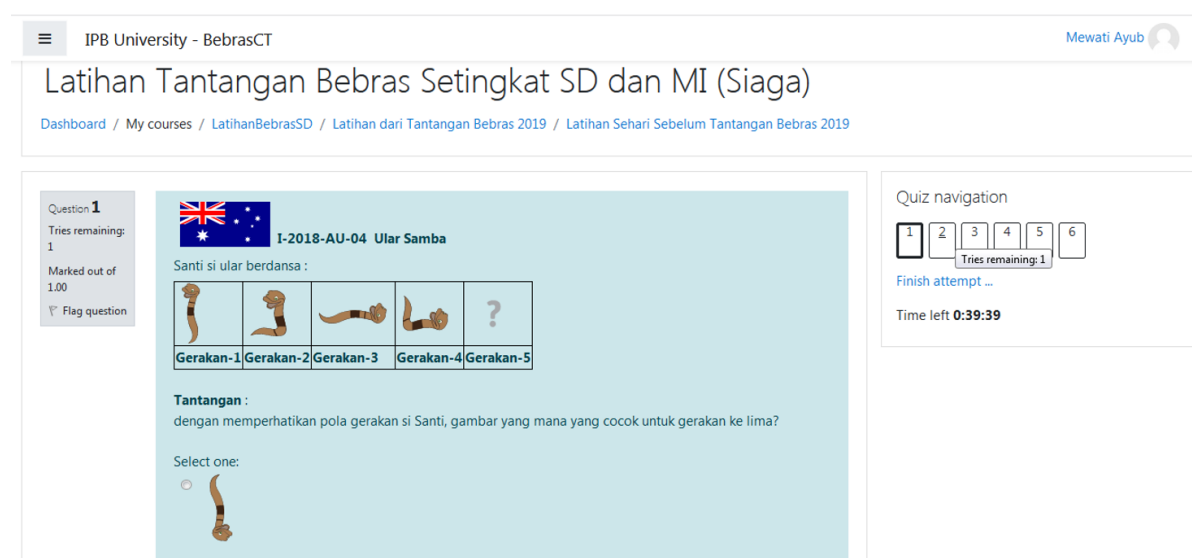 IPB University - BebrasCT
Mewati Ayub
Latihan Tantangan Bebras Setingkat SD dan MI (Siaga)
Dashboard / My courses / LatihanBebrasSD / Latihan dari Tantangan Bebras 2019 / Latihan Sehari Sebelum Tantangan Bebras 2019
Question 1
Tries remaining:
1
Marked out of
1.00
Flag question
I-2018-AU-04 Ular Samba
Santi si ular berdansa :
?
Gerakan-1 Gerakan-2 Gerakan-3 Gerakan-4 Gerakan-5
Tantangan :
dengan memperhatikan pola gerakan si Santi, gambar yang mana yang cocok untuk gerakan ke lima?
Select one:
Quiz navigation
1 2 3 4 5 6
Tries remaining: 1
Finish attempt ...
Time left 0:39:39